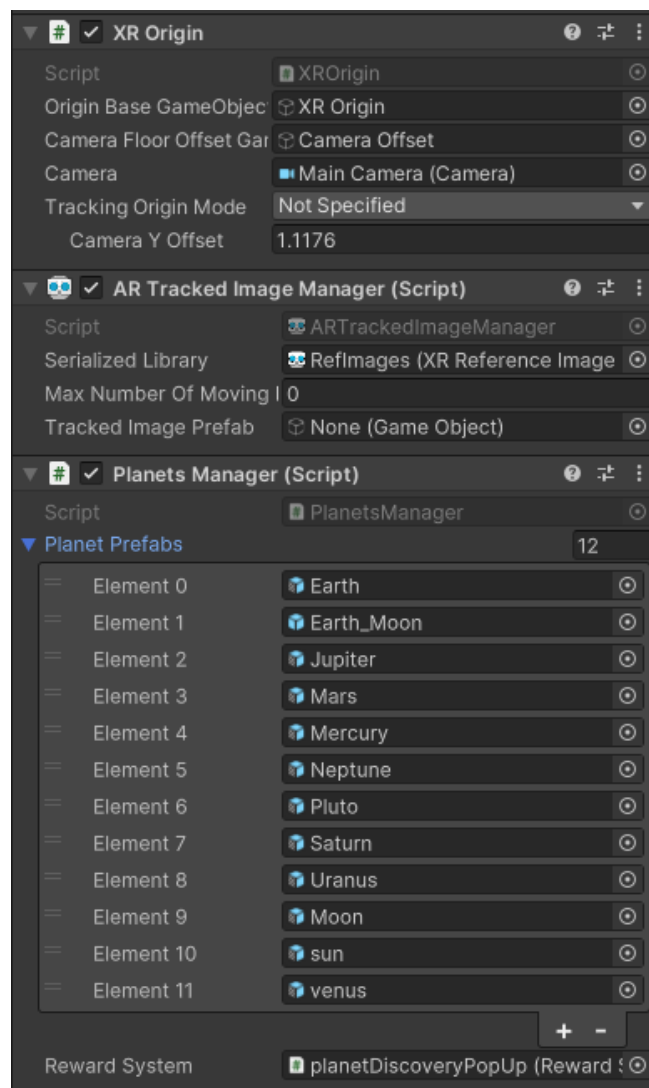 XR Origin
Script XROrigin
Origin Base GameObjec XR Origin
Camera Floor Offset Gar Camera Offset
Camera Main Camera (Camera)
Tracking Origin Mode Not Specified
Camera Y Offset 1.1176
AR Tracked Image Manager (Script)
Script ARTrackedImageManager
Serialized Library RefImages (XR Reference Image
Max Number Of Moving I 0
Tracked Image Prefab None (Game Object)
Planets Manager (Script)
Script PlanetsManager
Planet Prefabs 12
Element 0 Earth
Element 1 Earth_Moon
Element 2 Jupiter
Element 3 Mars
Element 4 Mercury
Element 5 Neptune
Element 6 Pluto
Element 7 Saturn
Element 8 Uranus
Element 9 Moon
Element 10 sun
Element 11 venus
+ -
Reward System planetDiscoveryPopUp (Reward S